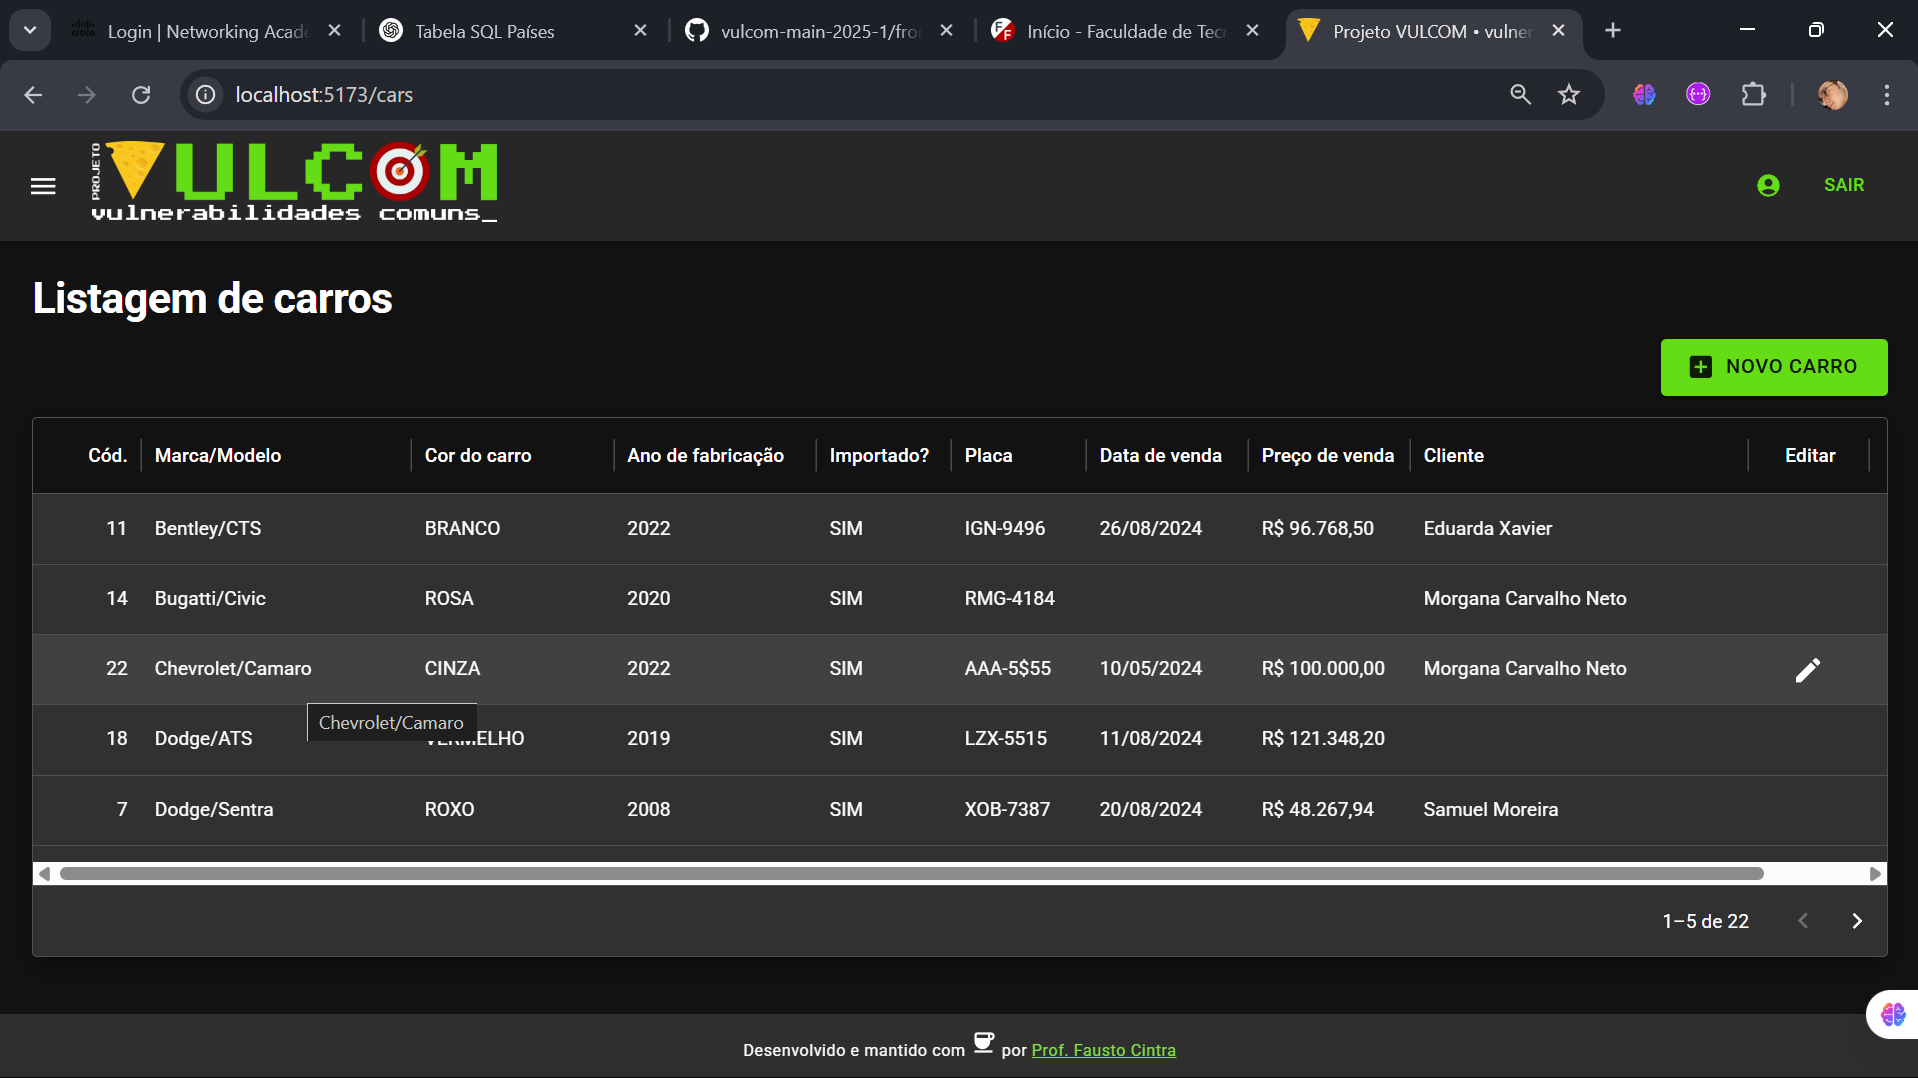 Login | Networking Acade
Tabela SQL Países
vulcom-main-2025-1/fro
Início - Faculdade de Tecr
Projeto VULCOM • vulner
localhost:5173/cars
PROJETO VULCOM
vulnerabilidades comuns_
SAIR
Listagem de carros
NOVO CARRO
Cód. Marca/Modelo Cor do carro Ano de fabricação Importado? Placa Data de venda Preço de venda Cliente Editar
11 Bentley/CTS BRANCO 2022 SIM IGN-9496 26/08/2024 R$ 96.768,50 Eduarda Xavier
14 Bugatti/Civic ROSA 2020 SIM RMG-4184 Morgana Carvalho Neto
22 Chevrolet/Camaro CINZA 2022 SIM AAA-5$55 10/05/2024 R$ 100.000,00 Morgana Carvalho Neto
Chevrolet/Camaro
18 Dodge/ATS VERMELHO 2019 SIM LZX-5515 11/08/2024 R$ 121.348,20
7 Dodge/Sentra ROXO 2008 SIM XOB-7387 20/08/2024 R$ 48.267,94 Samuel Moreira
1–5 de 22
Desenvolvido e mantido com por Prof. Fausto Cintra